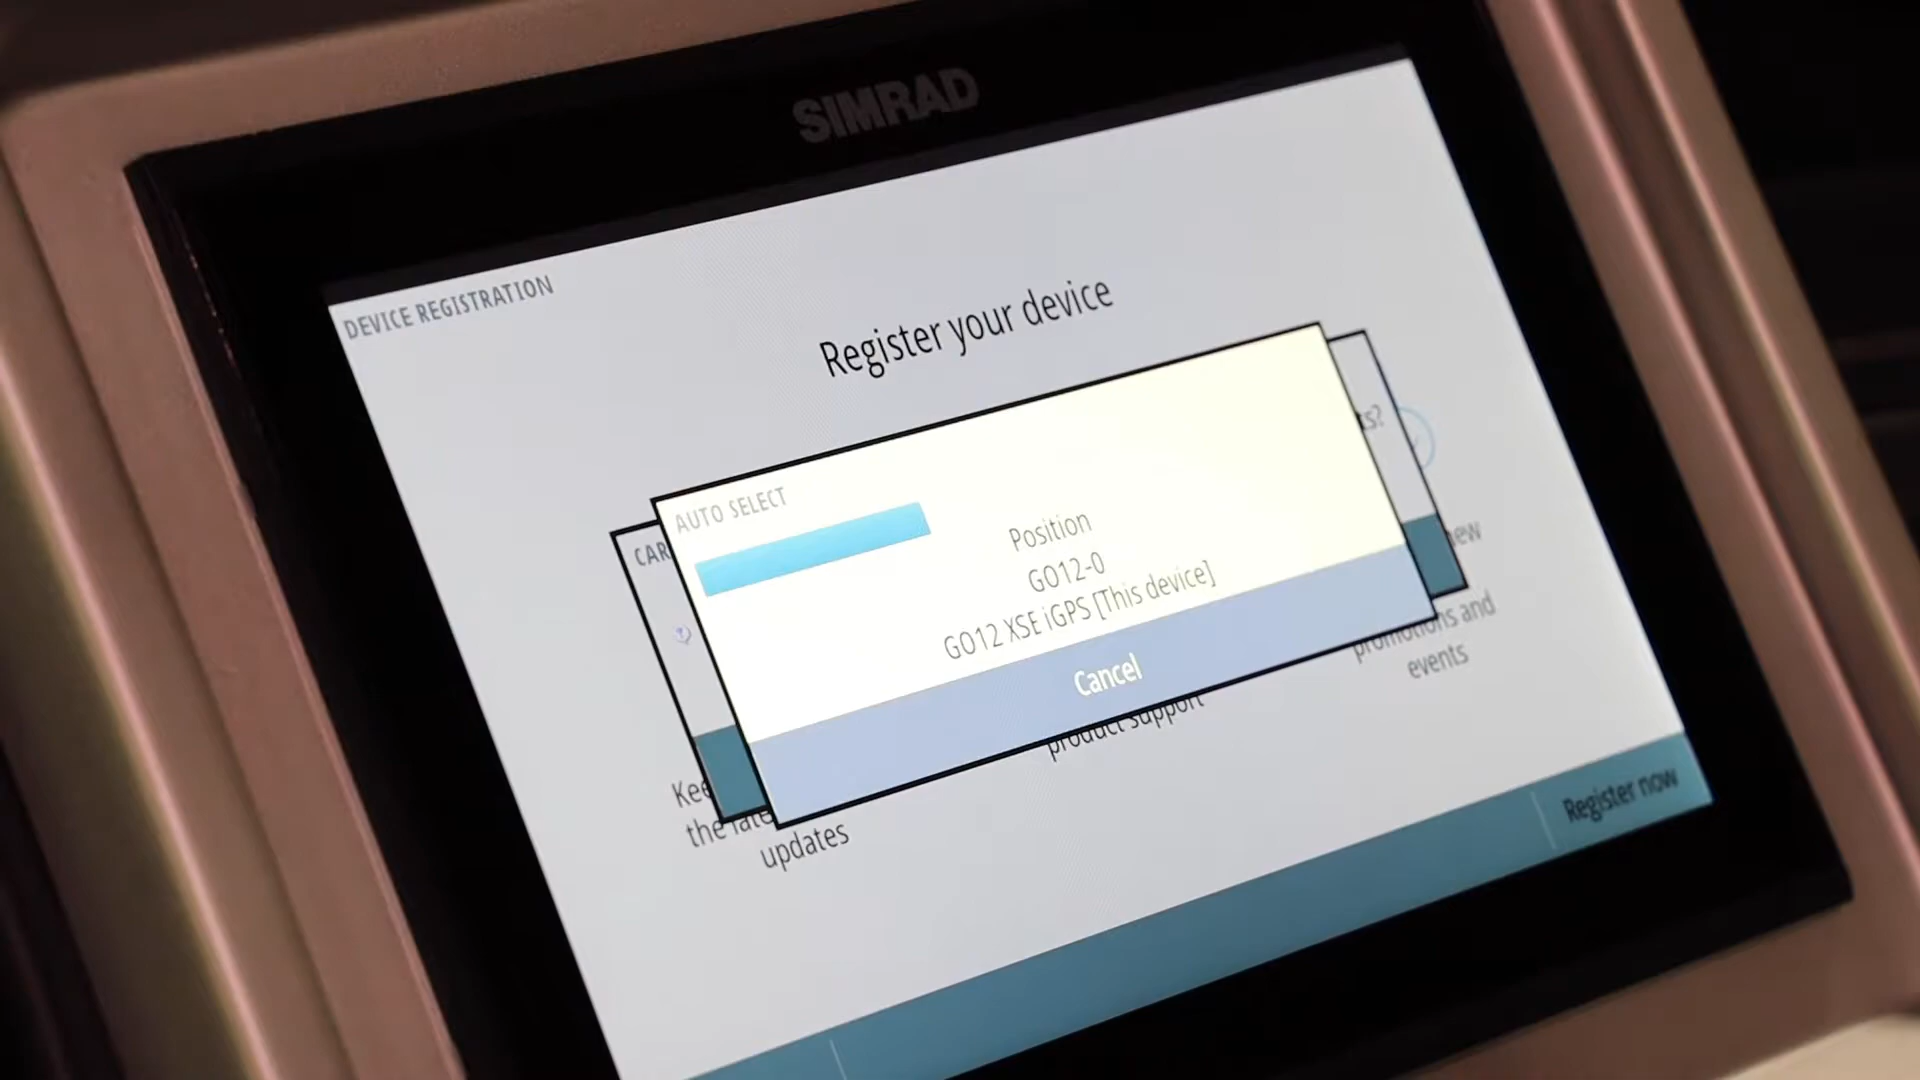 SIMRAD
DEVICE REGISTRATION
Register your device
AUTO SELECT
Position
GO12-0
GO12 XSE iGPS [This device]
Cancel
promotions and
events
product support
updates
Register now